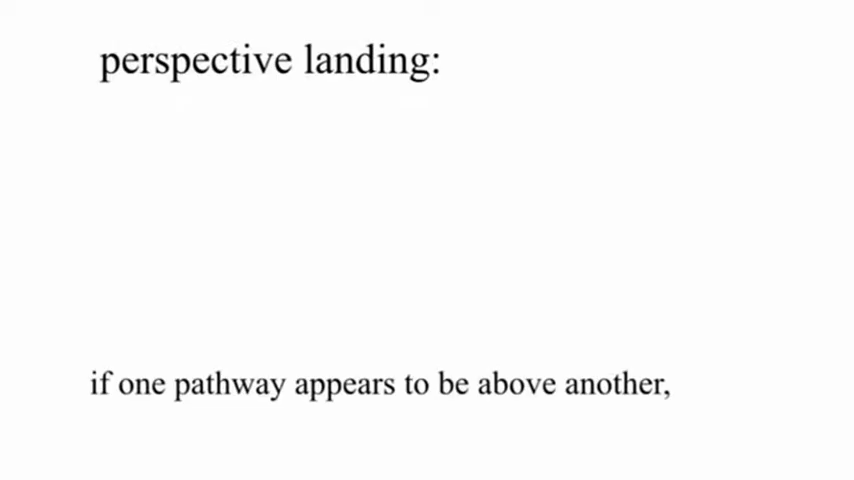 perspective landing:
if one pathway appears to be above another,